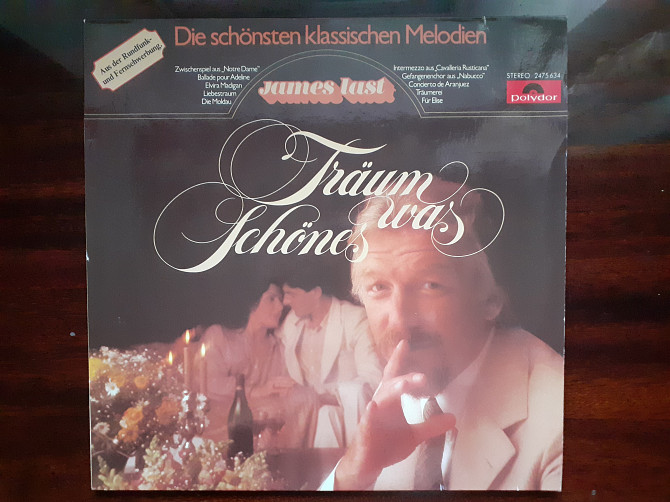 Aus der Rundfunk-
und Fernsehwerbung
Die schönsten klassischen Melodien
Zwischenspiel aus „Notre Dame"
Ballade pour Adeline
Elvira Madigan
Liebestraum
Die Moldau
james last
Intermezzo aus „Cavalleria Rusticana"
Gefangenenchor aus „Nabucco"
Concierto de Aranjuez
Träumerei
Für Elise
STEREO 2475 634
Polydor
Träum
was
Schönes